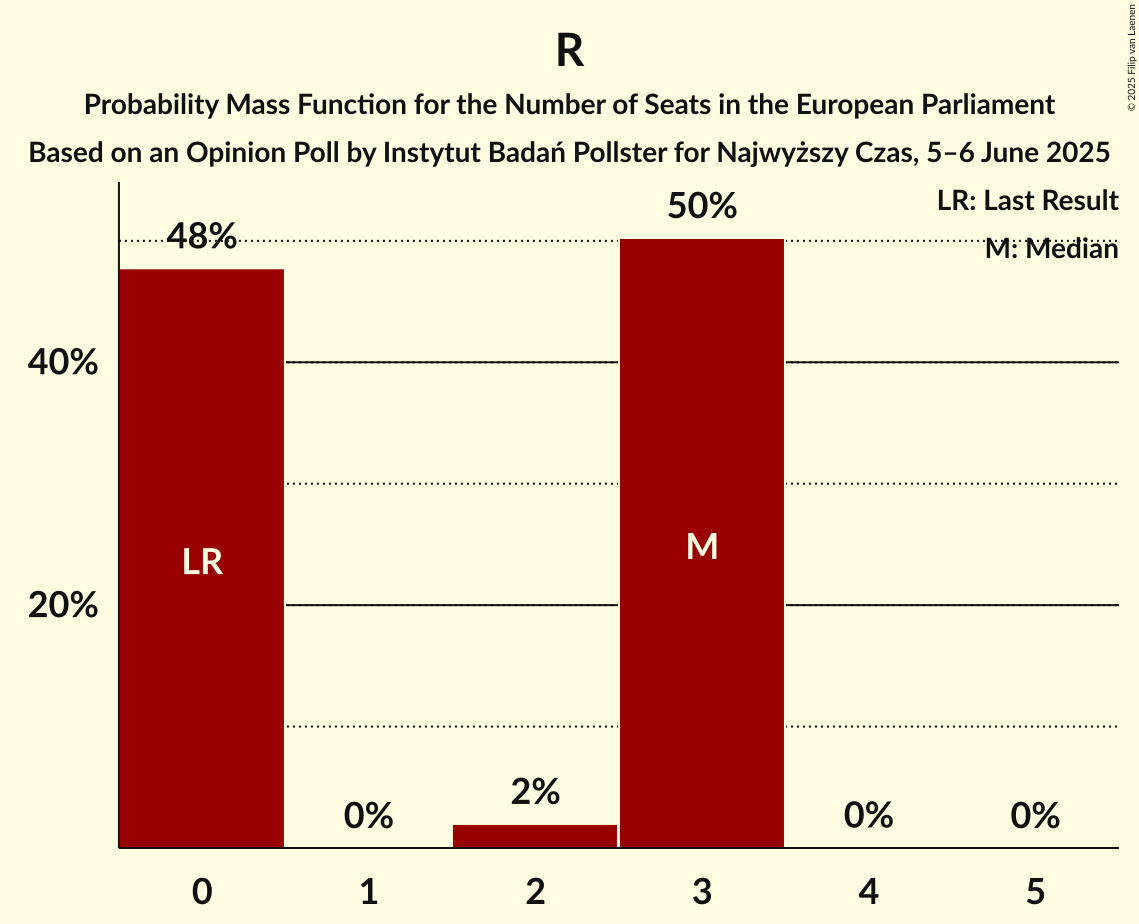 R
Probability Mass Function for the Number of Seats in the European Parliament
Based on an Opinion Poll by Instytut Badań Pollster for Najwyższy Czas, 5–6 June 2025
© 2025 Filip van Laenen
LR: Last Result
M: Median
48%
50%
40%
LR
M
20%
0%
2%
0%
0%
0
1
2
3
4
5